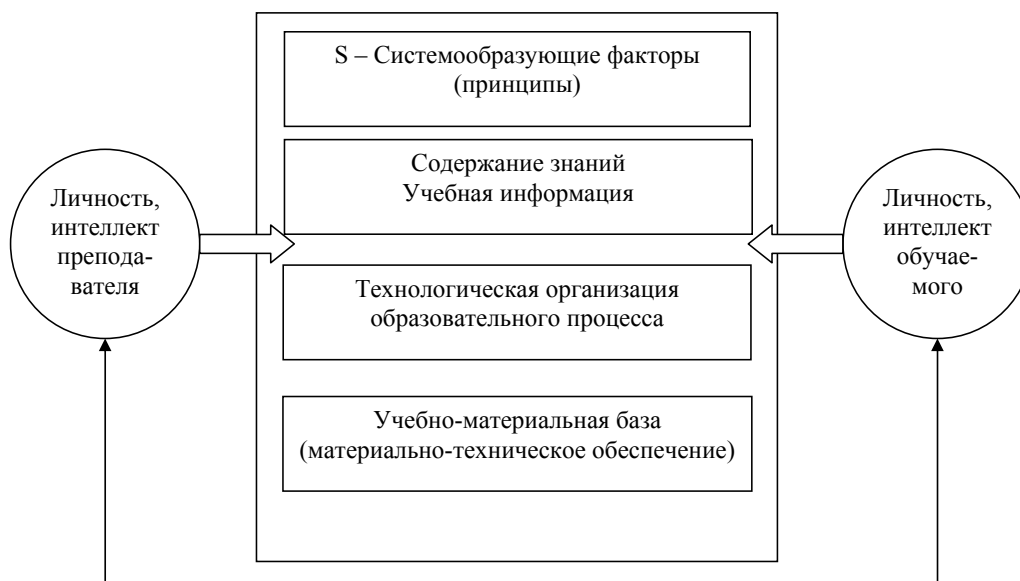 S – Системообразующие факторы
(принципы)
Содержание знаний
Учебная информация
Личность,
интеллект
препода-
вателя
Личность,
интеллект
обучае-
мого
Технологическая организация
образовательного процесса
Учебно-материальная база
(материально-техническое обеспечение)